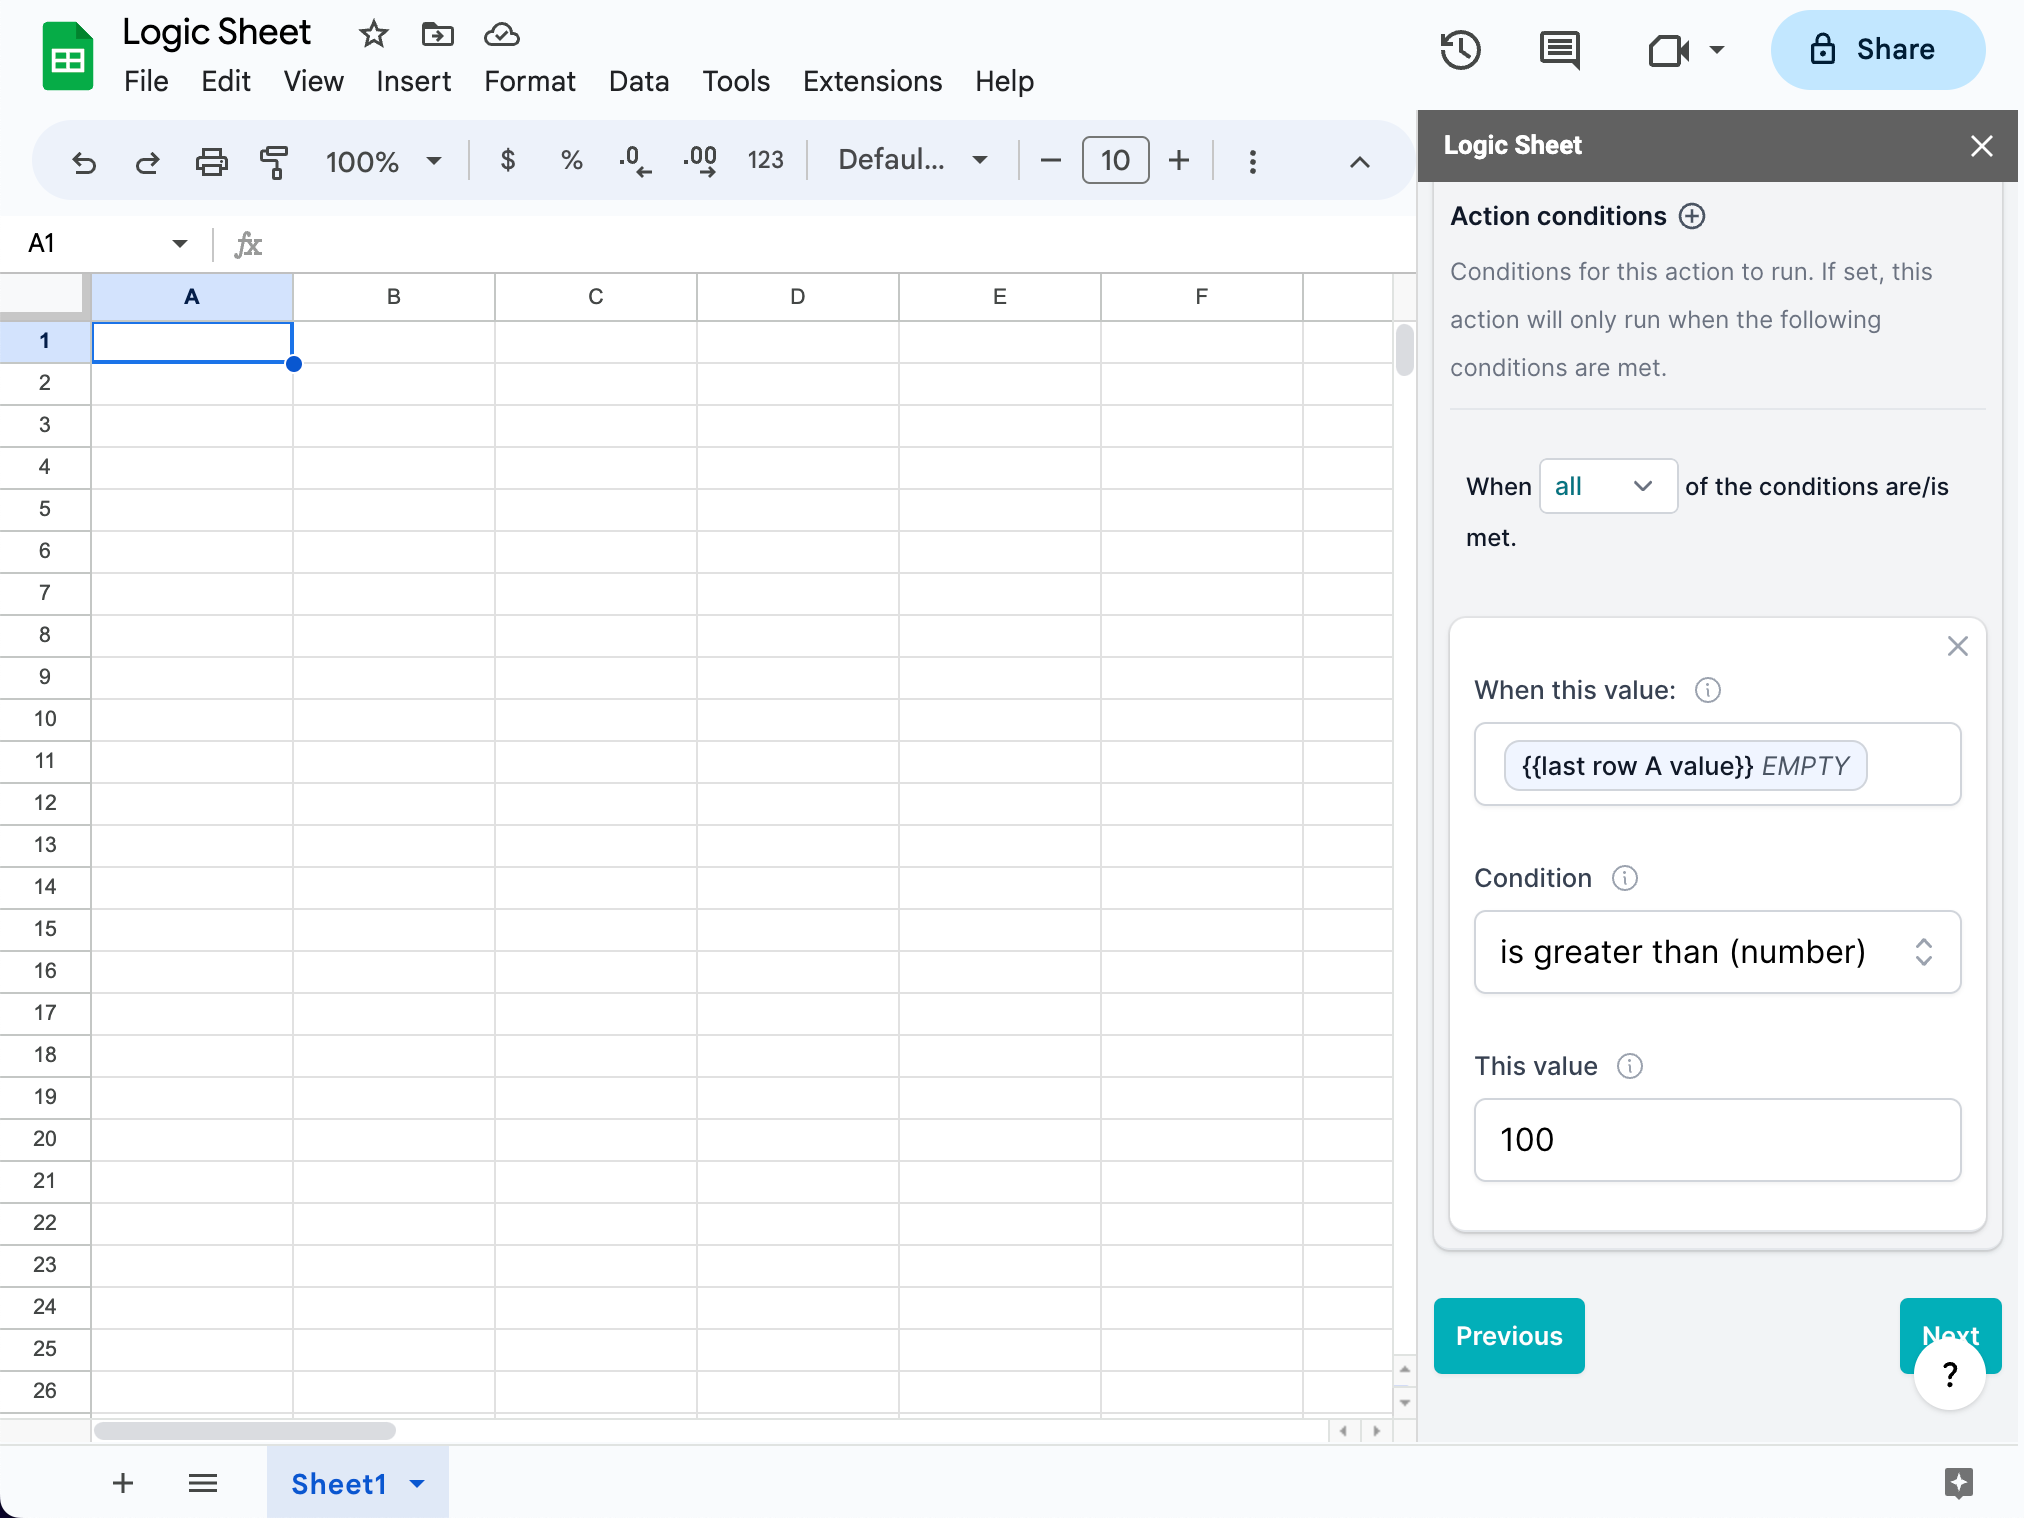 Logic Sheet
File Edit View Insert Format Data Tools Extensions Help
Share
100% $ % .0 .00 123 Defaul... 10
A1 fx
A B C D E F
1
2
3
4
5
6
7
8
9
10
11
12
13
14
15
16
17
18
19
20
21
22
23
24
25
26
Sheet1
Logic Sheet
Action conditions
Conditions for this action to run. If set, this
action will only run when the following
conditions are met.
When all of the conditions are/is
met.
When this value:
{{last row A value}} EMPTY
Condition
is greater than (number)
This value
100
Previous Next
?